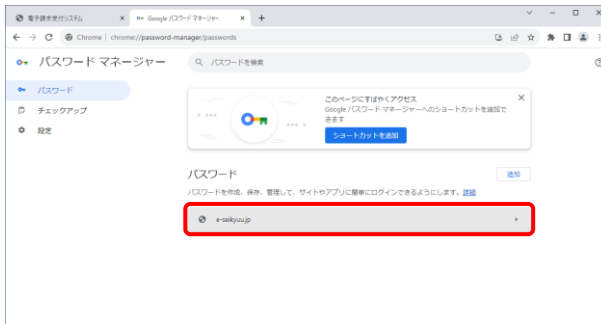 電子請求受付システム
Google パスワード マネージャー
Chrome | chrome://password-manager/passwords
パスワード マネージャー
パスワードを検索
パスワード
チェックアップ
設定
このページにすばやくアクセス
Google パスワード マネージャーへのショートカットを追加で
きます
ショートカットを追加
パスワード
追加
パスワードを作成、保存、管理して、サイトやアプリに簡単にログインできるようにします。詳細
e-seikyuu.jp